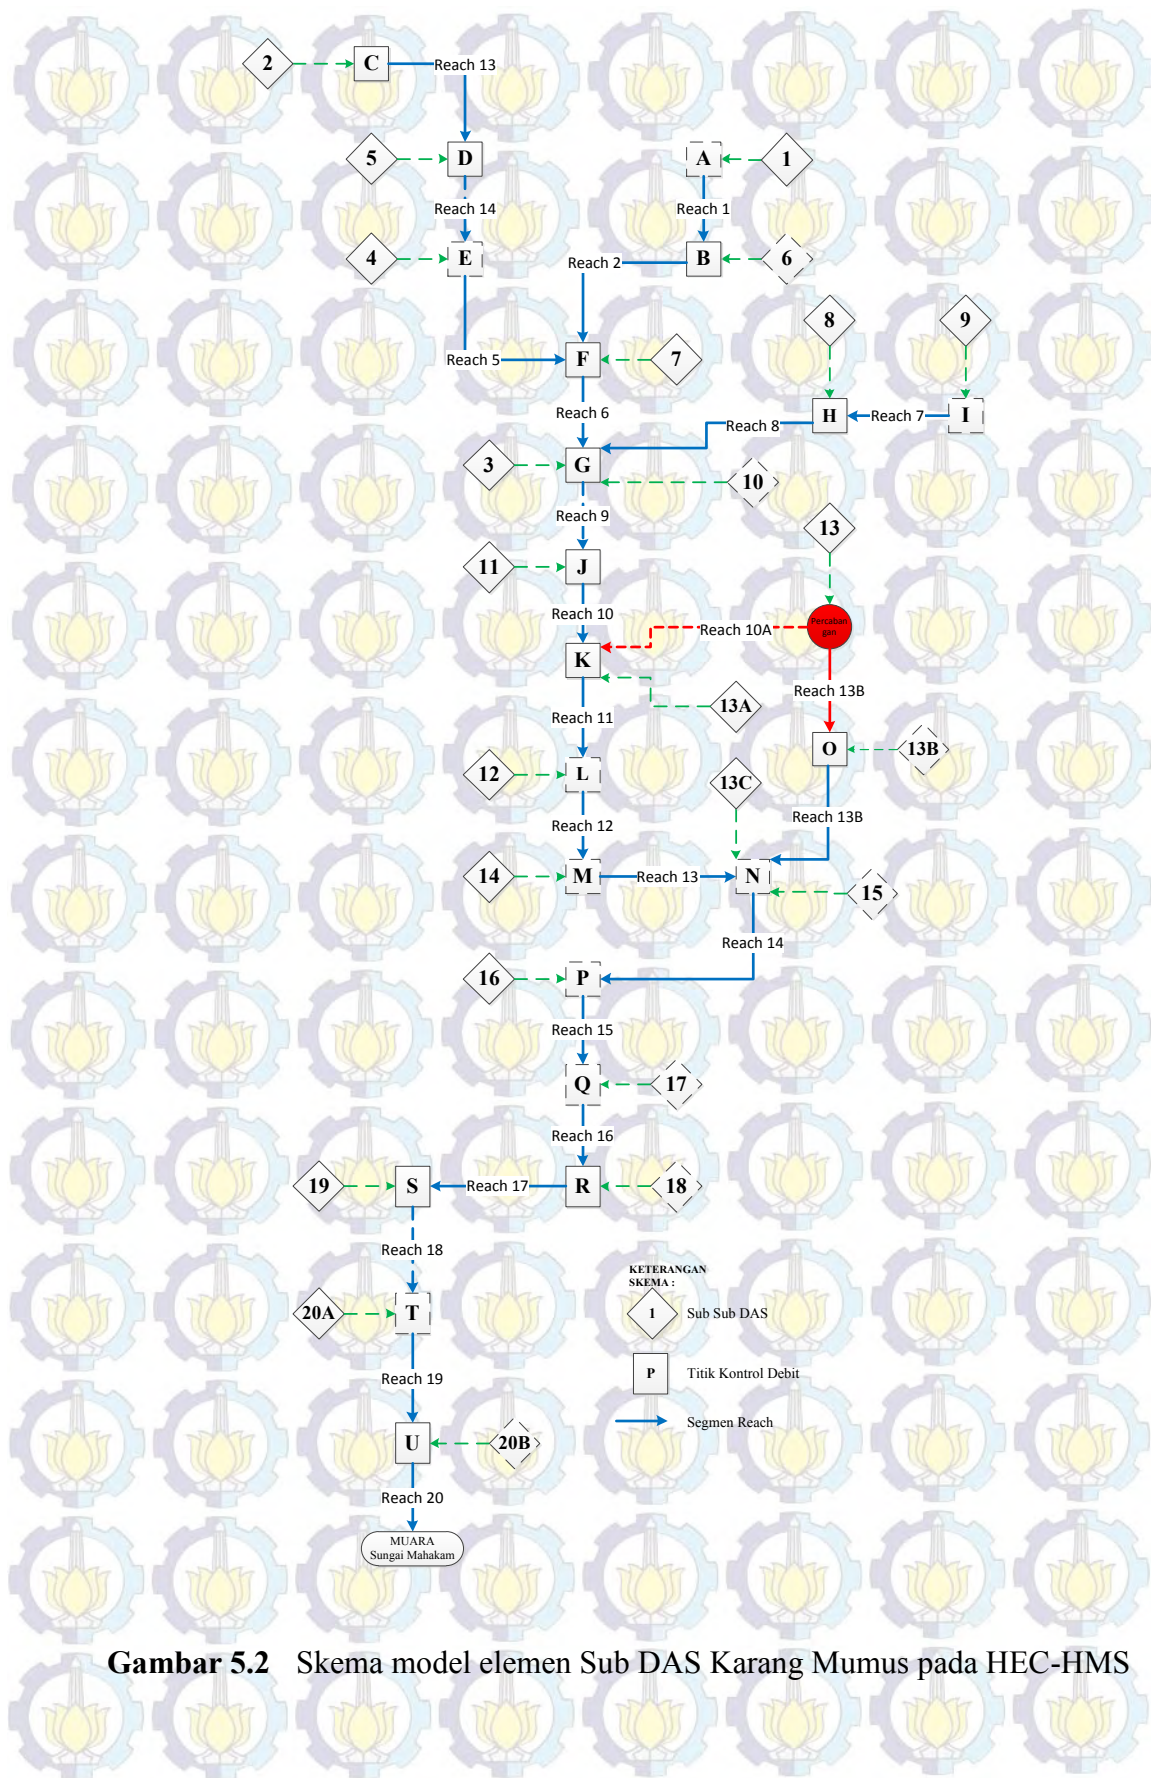 2
C
Reach 13
5
D
A
1
Reach 14
Reach 1
4
E
Reach 2
B
6
8
9
Reach 5
F
7
Reach 6
Reach 8
H
Reach 7
I
3
G
10
Reach 9
13
11
J
Reach 10
Reach 10A
Percaban
gan
K
Reach 13B
13A
Reach 11
O
13B
12
L
13C
Reach 12
Reach 13B
14
M
Reach 13
N
15
Reach 14
16
P
Reach 15
Q
17
Reach 16
19
S
Reach 17
R
18
Reach 18
KETERANGAN
SKEMA :
20A
T
1
Sub Sub DAS
Reach 19
P
Titik Kontrol Debit
Segmen Reach
U
20B
Reach 20
MUARA
Sungai Mahakam
Gambar 5.2 Skema model elemen Sub DAS Karang Mumus pada HEC-HMS